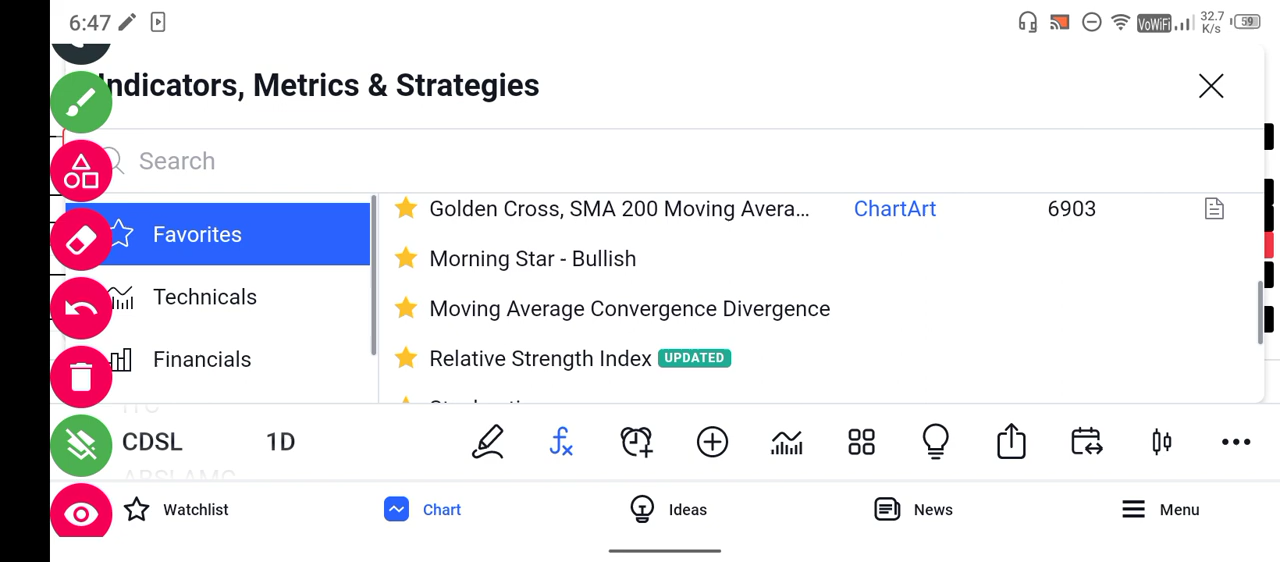 6:47
VoWiFi 32.7 K/s 59
Indicators, Metrics & Strategies
Search
Favorites
Technicals
Financials
Golden Cross, SMA 200 Moving Avera... ChartArt 6903
Morning Star - Bullish
Moving Average Convergence Divergence
Relative Strength Index UPDATED
CDSL 1D
Watchlist Chart Ideas News Menu